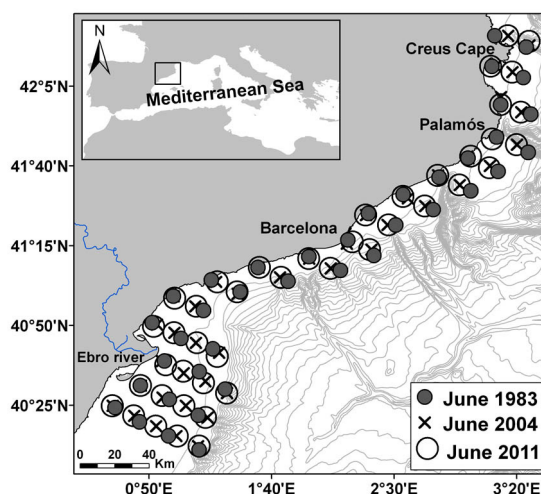 N
Mediterranean Sea
Creus Cape
42°5'
Palamós
41°40'N
Barcelona
41°15'N
40°50'N
Ebro river
40°25'N
June 1983
June 2004
June 2011
0 20 40
Km
0°50'E
1°40'E
2°30'E
3°20'E